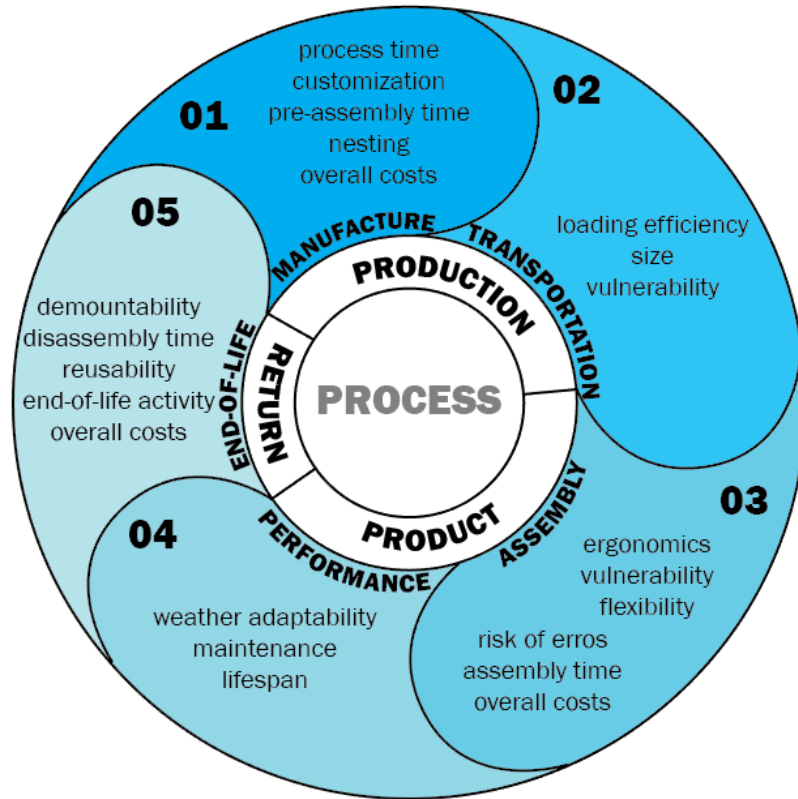 01
process time
customization
pre-assembly time
nesting
overall costs
MANUFACTURE
02
loading efficiency
size
vulnerability
TRANSPORTATION
03
ergonomics
vulnerability
flexibility
risk of erros
assembly time
overall costs
ASSEMBLY
04
weather adaptability
maintenance
lifespan
PERFORMANCE
05
demountability
disassembly time
reusability
end-of-life activity
overall costs
END-OF-LIFE
PRODUCTION
PRODUCT
RETURN
PROCESS